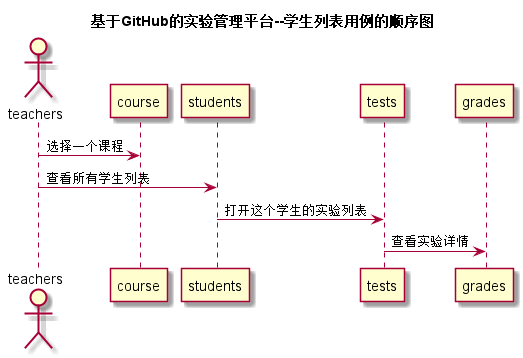 基于GitHub的实验管理平台--学生列表用例的顺序图
teachers
course
students
tests
grades
选择一个课程
查看所有学生列表
打开这个学生的实验列表
查看实验详情
teachers
course
students
tests
grades